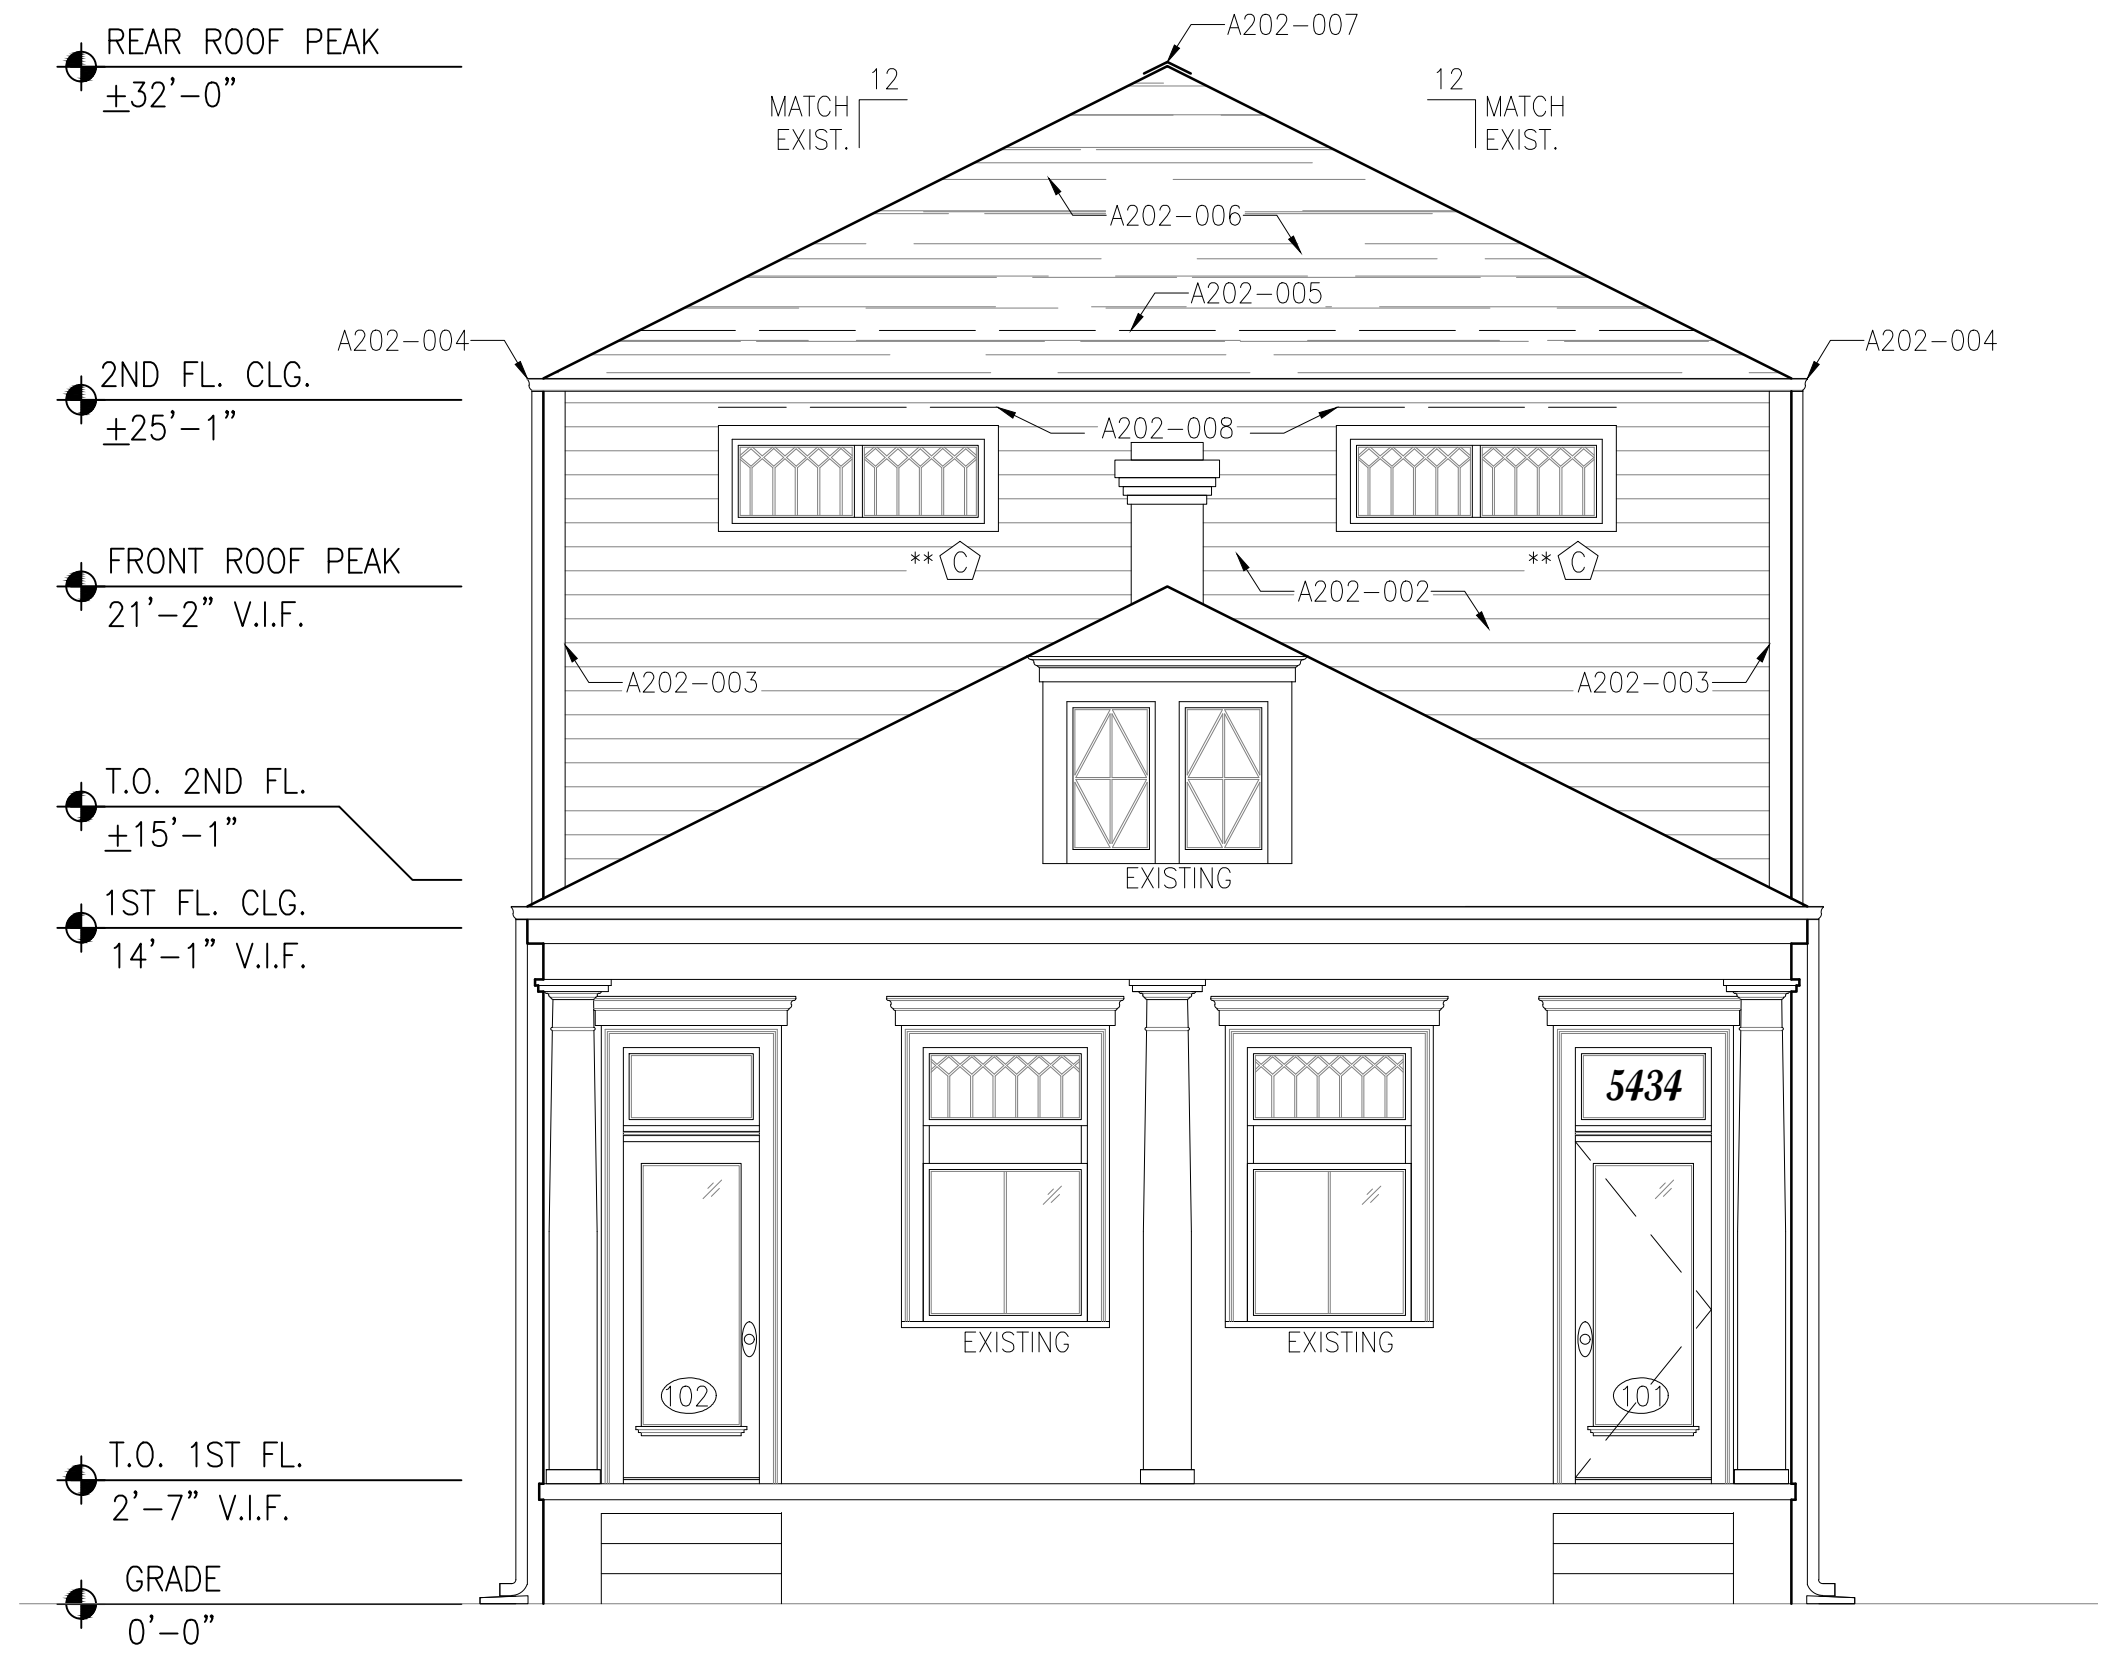 A202-007
REAR ROOF PEAK
±32'-0"
12
MATCH
EXIST.
12
MATCH
EXIST.
A202-006
A202-005
A202-004
A202-004
2ND FL. CLG.
±25'-1"
A202-008
FRONT ROOF PEAK
21'-2" V.I.F.
** C
** C
A202-002
A202-003
A202-003
T.O. 2ND FL.
±15'-1"
EXISTING
1ST FL. CLG.
14'-1" V.I.F.
5434
EXISTING
EXISTING
102
101
T.O. 1ST FL.
2'-7" V.I.F.
GRADE
0'-0"